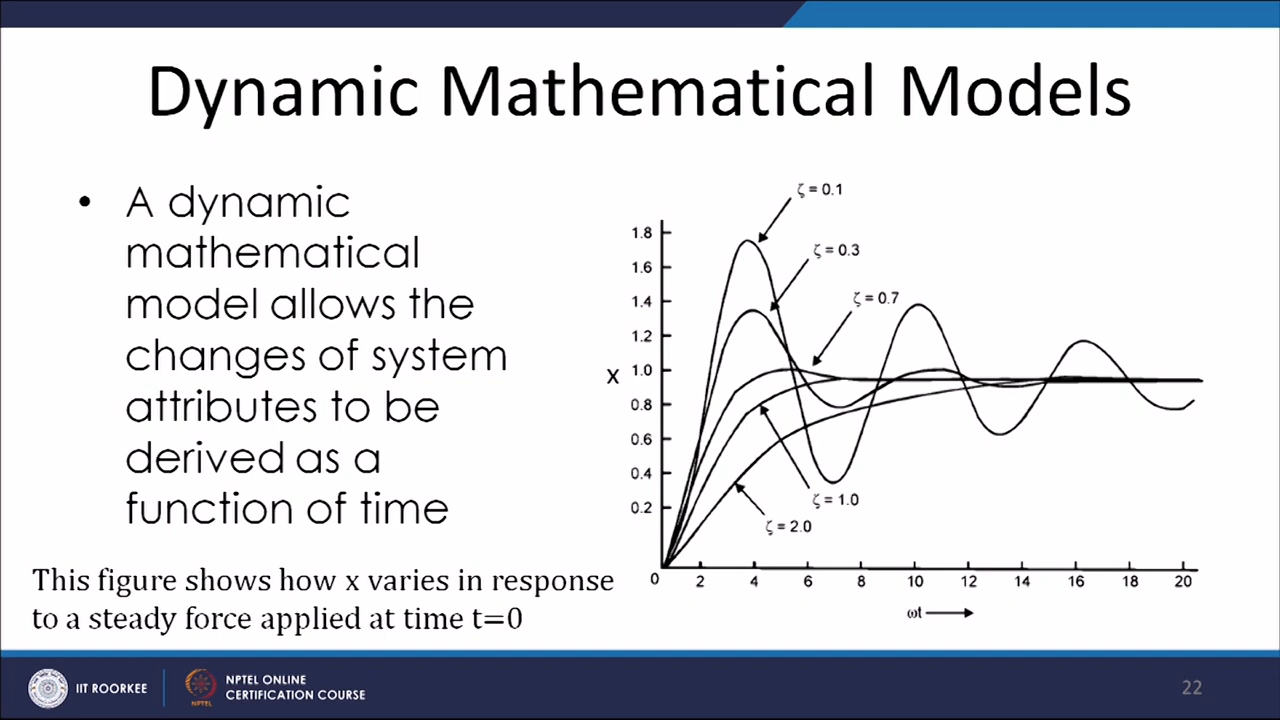 Dynamic Mathematical Models
• A dynamic
mathematical
model allows the
changes of system
attributes to be
derived as a
function of time
This figure shows how x varies in response
to a steady force applied at time t=0
ζ = 0.1
ζ = 0.3
ζ = 0.7
ζ = 1.0
ζ = 2.0
1.8
1.6
1.4
1.2
1.0
0.8
0.6
0.4
0.2
X
0 2 4 6 8 10 12 14 16 18 20
ωt
IIT ROORKEE
NPTEL
NPTEL ONLINE
CERTIFICATION COURSE
22